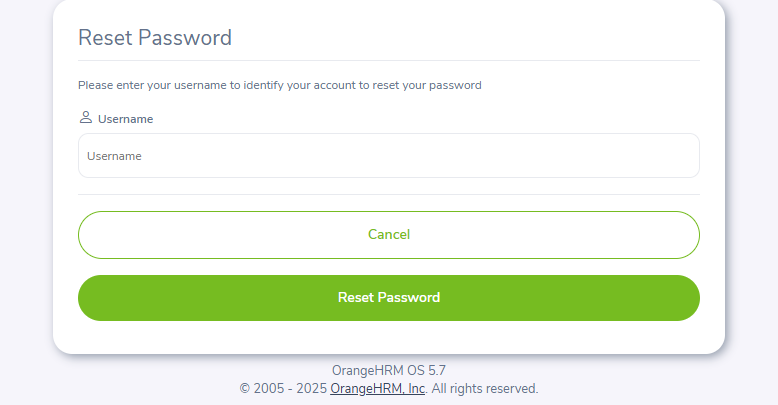 Reset Password
Please enter your username to identify your account to reset your password
Username
Username
Cancel
Reset Password
OrangeHRM OS 5.7
© 2005 - 2025 OrangeHRM, Inc. All rights reserved.